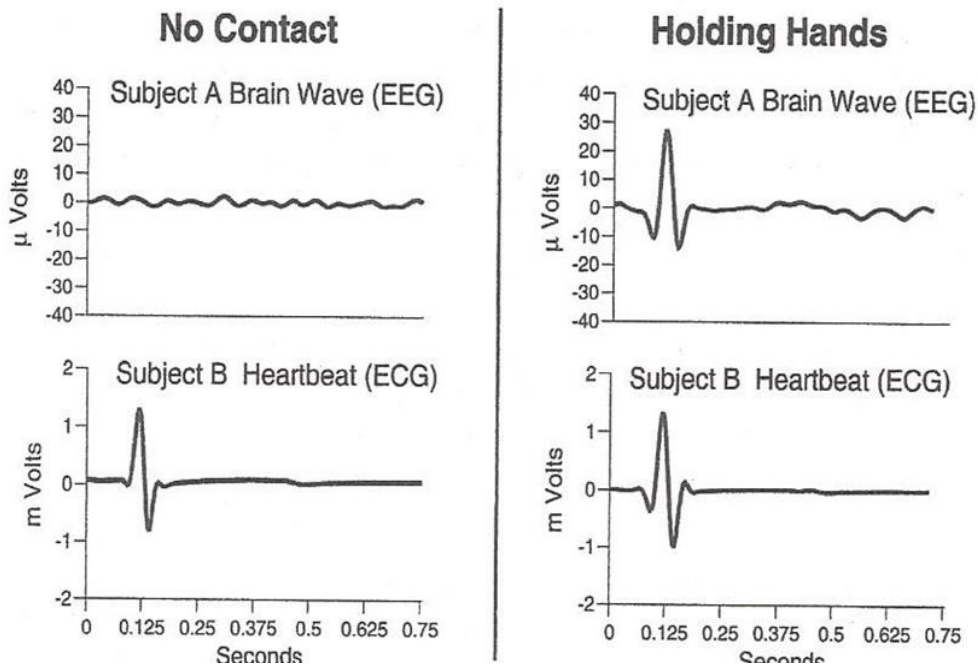 No Contact
Subject A Brain Wave (EEG)
40
30
20
10
0
-10
-20
-30
-40
μ Volts
Subject B Heartbeat (ECG)
2
1
0
-1
-2
m Volts
0 0.125 0.25 0.375 0.5 0.625 0.75
Seconds
Holding Hands
Subject A Brain Wave (EEG)
40
30
20
10
0
-10
-20
-30
-40
μ Volts
Subject B Heartbeat (ECG)
2
1
0
-1
-2
m Volts
0 0.125 0.25 0.375 0.5 0.625 0.75
Seconds